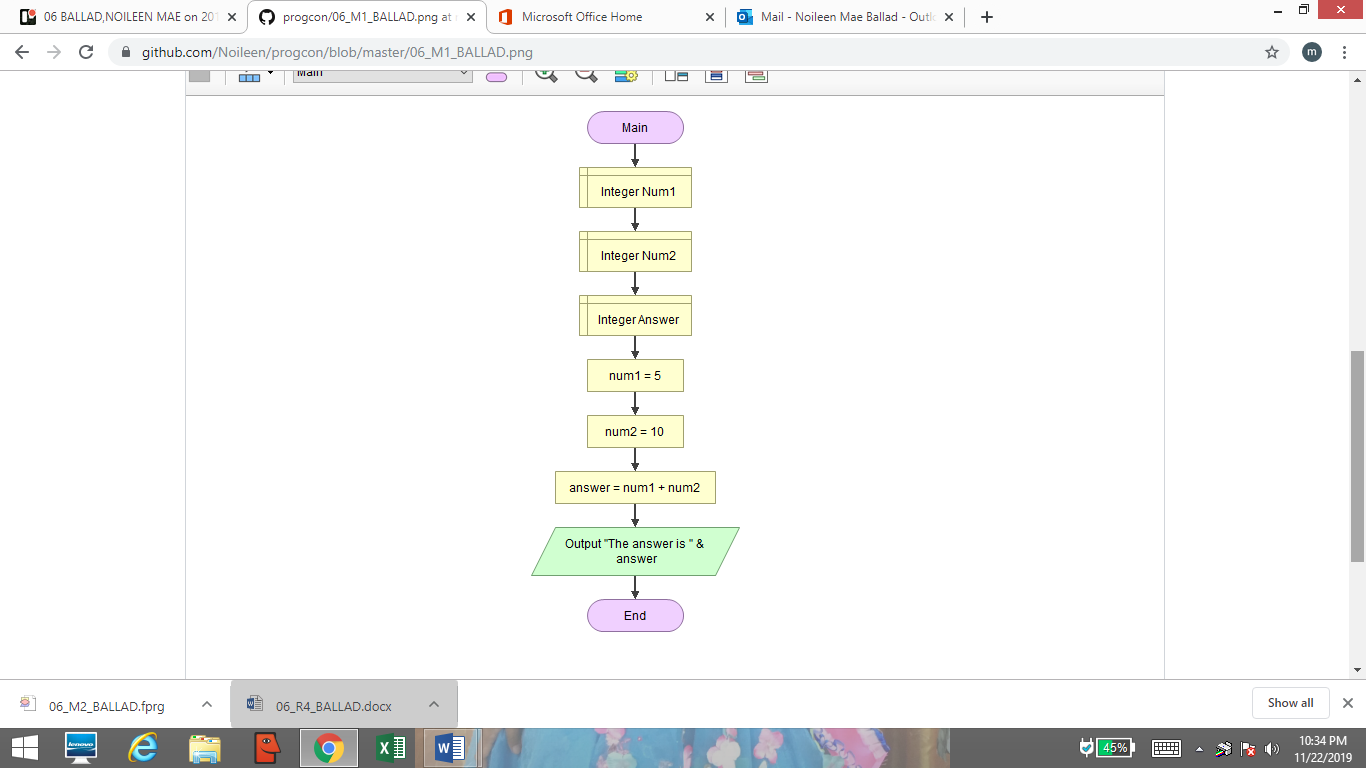 06 BALLAD,NOILEEN MAE on 201
progcon/06_M1_BALLAD.png at
Microsoft Office Home
Mail - Noileen Mae Ballad - Outl
github.com/Noileen/progcon/blob/master/06_M1_BALLAD.png
m
Main
Main
Integer Num1
Integer Num2
Integer Answer
num1 = 5
num2 = 10
answer = num1 + num2
Output "The answer is " &
answer
End
06_M2_BALLAD.fprg
06_R4_BALLAD.docx
Show all
lenovo
45%
10:34 PM
11/22/2019